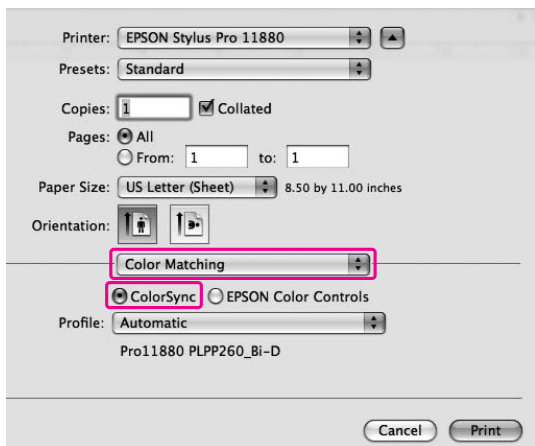 Printer: EPSON Stylus Pro 11880
Presets: Standard
Copies: 1 Collated
Pages: All
From: 1 to: 1
Paper Size: US Letter (Sheet) 8.50 by 11.00 inches
Orientation:
Color Matching
ColorSync EPSON Color Controls
Profile: Automatic
Pro11880 PLPP260_Bi-D
Cancel Print